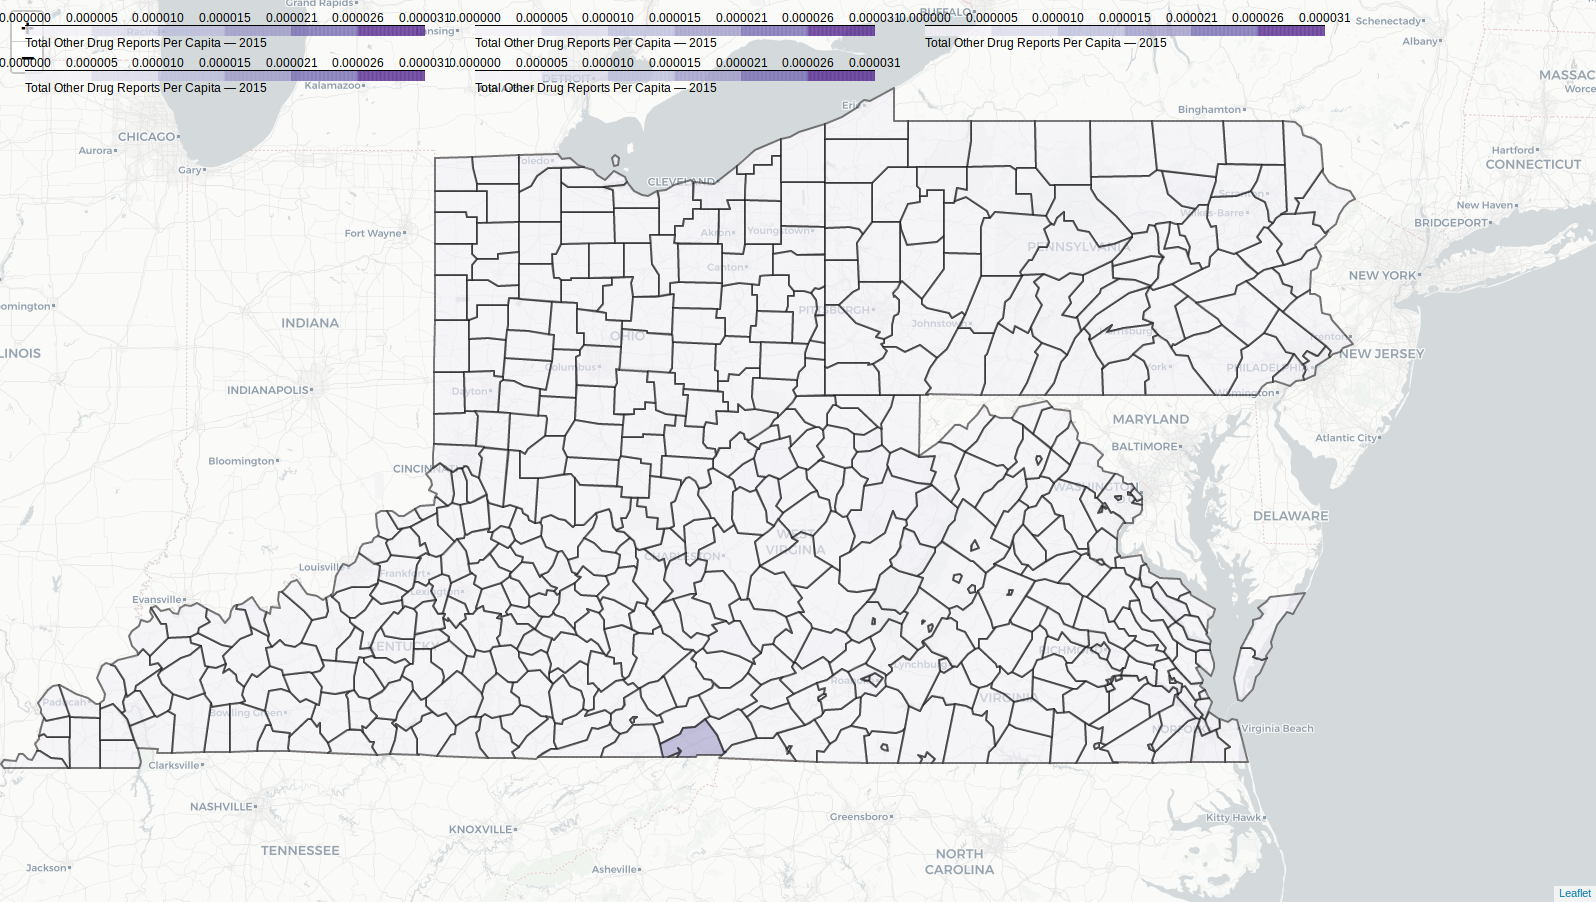 Grand Rapids
BUFFALO
0.000000 0.000005 0.000010 0.000015 0.000021 0.000026 0.000031
0.000000 0.000005 0.000010 0.000015 0.000021 0.000026 0.000031
0.000000 0.000005 0.000010 0.000015 0.000021 0.000026 0.000031
Schenectady
Total Other Drug Reports Per Capita — 2015
Total Other Drug Reports Per Capita — 2015
Total Other Drug Reports Per Capita — 2015
Albany
0.000000 0.000005 0.000010 0.000015 0.000021 0.000026 0.000031
0.000000 0.000005 0.000010 0.000015 0.000021 0.000026 0.000031
DETROIT
MASSAC
Kalamazoo
Total Other Drug Reports Per Capita — 2015
Total Other Drug Reports Per Capita — 2015
Worce
Erie
Binghamton
CHICAGO
Aurora
Hartford
CONNECTICUT
Toledo
Gary
CLEVELAND
Scranton
New Haven
Wilkes-Barre
BRIDGEPORT
Fort Wayne
Akron
Youngstown
PENNSYLVANIA
Canton
NEW YORK
omington
PITTSBURGH
INDIANA
Johnstown
Harrisburg
OHIO
Trenton
LINOIS
NEW JERSEY
Columbus
York
PHILADELPHIA
INDIANAPOLIS
Dayton
Wilmington
MARYLAND
Atlantic City
BALTIMORE
Bloomington
CINCINNATI
WASHINGTON
DELAWARE
WEST
VIRGINIA
CHARLESTON
Louisville
Frankfort
Lexington
Evansville
KENTUCKY
RICHMOND
Lynchburg
Roanoke
VIRGINIA
Paducah
Bowling Green
NORFOLK
Virginia Beach
Clarksville
NASHVILLE
Greensboro
Kitty Hawk
KNOXVILLE
TENNESSEE
NORTH
CAROLINA
Jackson
Asheville
Leaflet